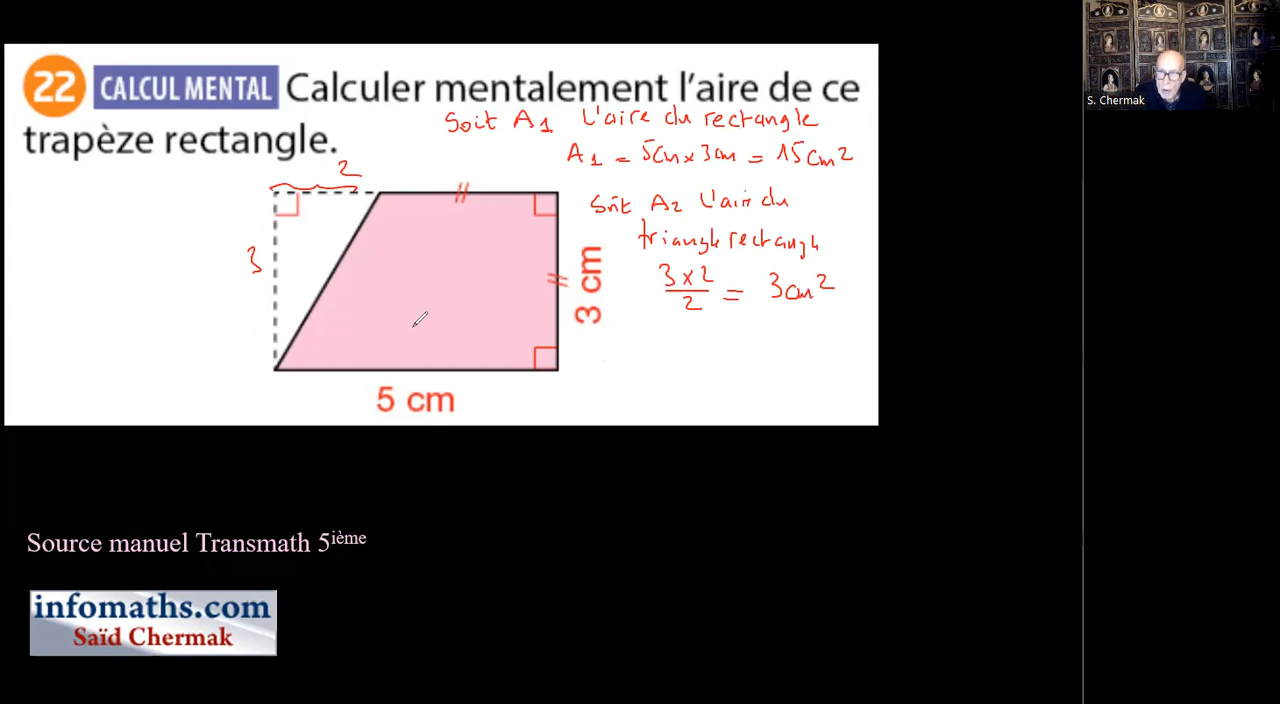 22 CALCUL MENTAL Calculer mentalement l'aire de ce
trapèze rectangle.
Soit A1 l'aire du rectangle
A1 = 5cm x 3cm = 15cm²
2
Soit A2 l'aire du
triangle rectangle
3 x 2 / 2 = 3cm²
3
3 cm
5 cm
S. Chermak
Source manuel Transmath 5ième
infomaths.com
Saïd Chermak